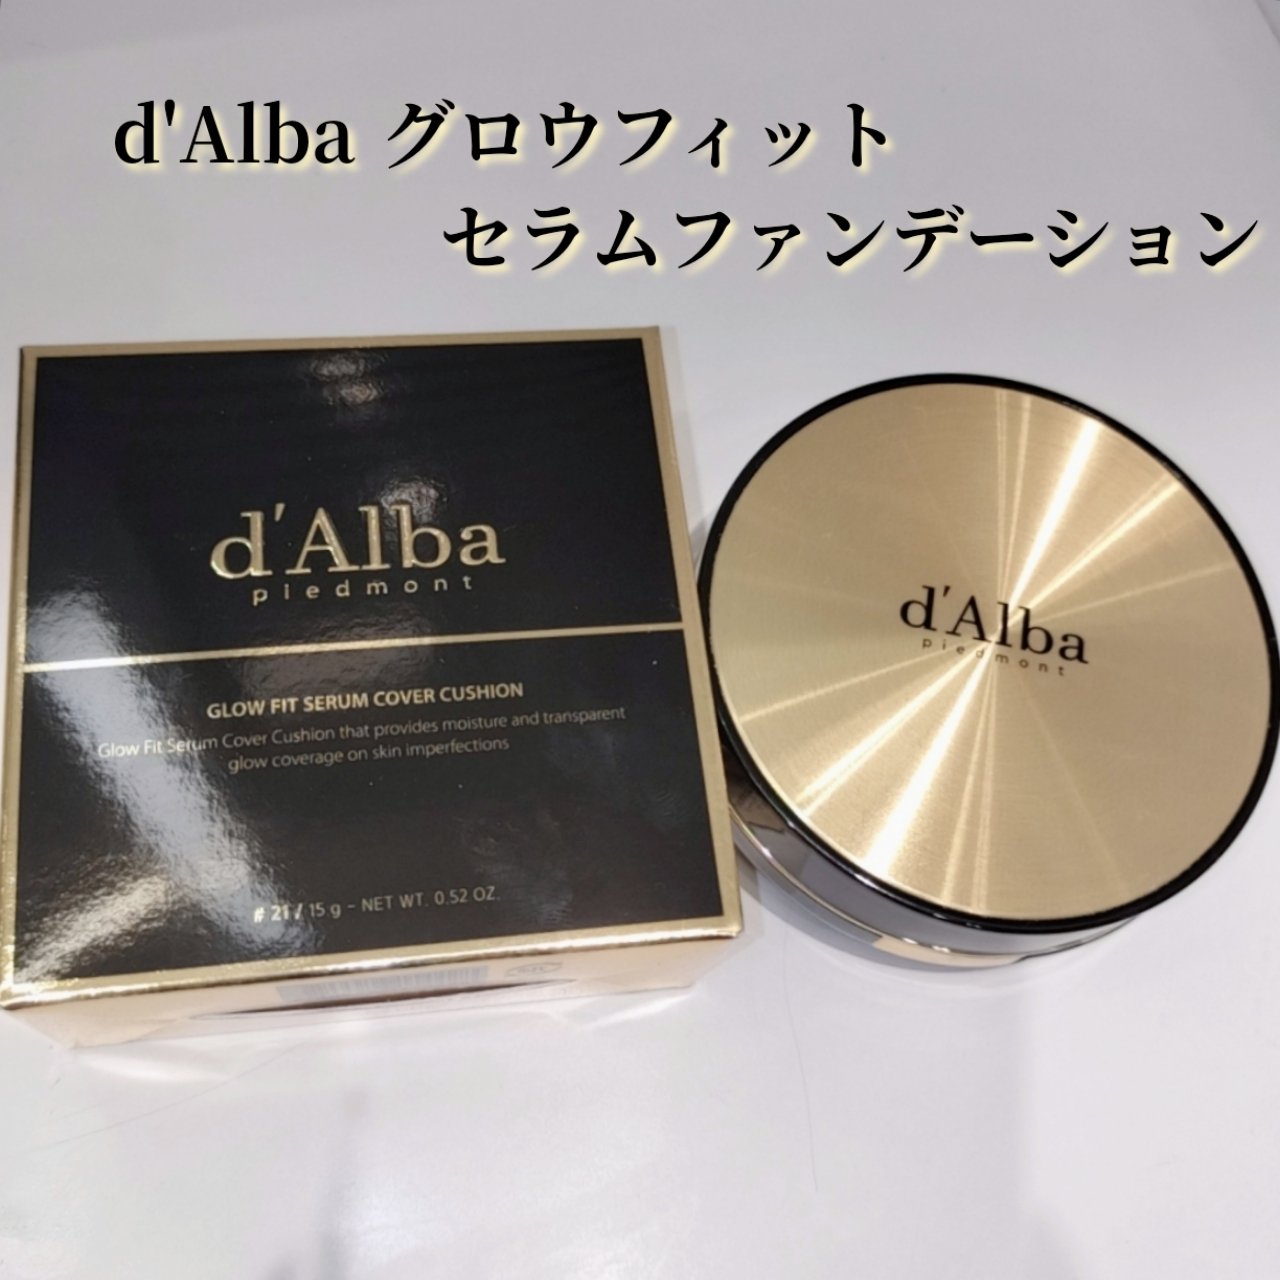 d'Alba グロウフィット
セラムファンデーション
d'Alba
piedmont
GLOW FIT SERUM COVER CUSHION
Glow Fit Serum Cover Cushion that provides moisture and transparent
glow coverage on skin imperfections
# 21 / 15 g - NET WT. 0.52 OZ.
d'Alba
piedmont